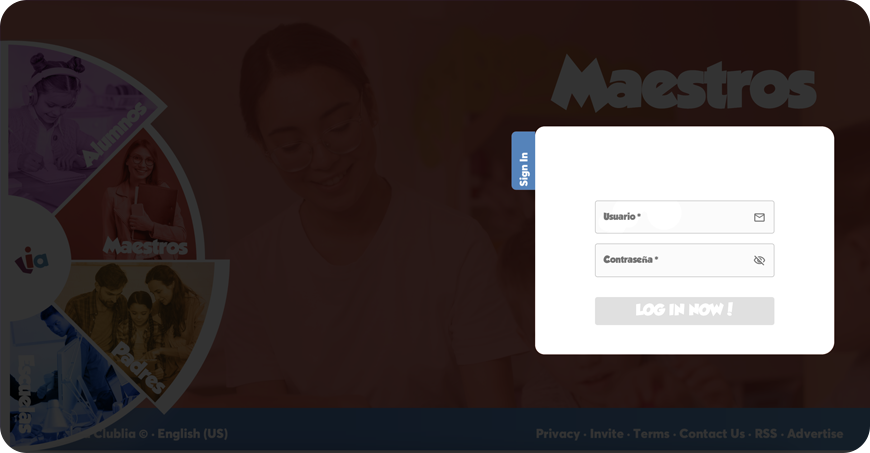 Maestros
Alumnos
Maestros
Padres
Escuelas
Sign In
Usuario *
Contraseña *
LOG IN NOW !
Clublia © · English (US)
Privacy · Invite · Terms · Contact Us · RSS · Advertise